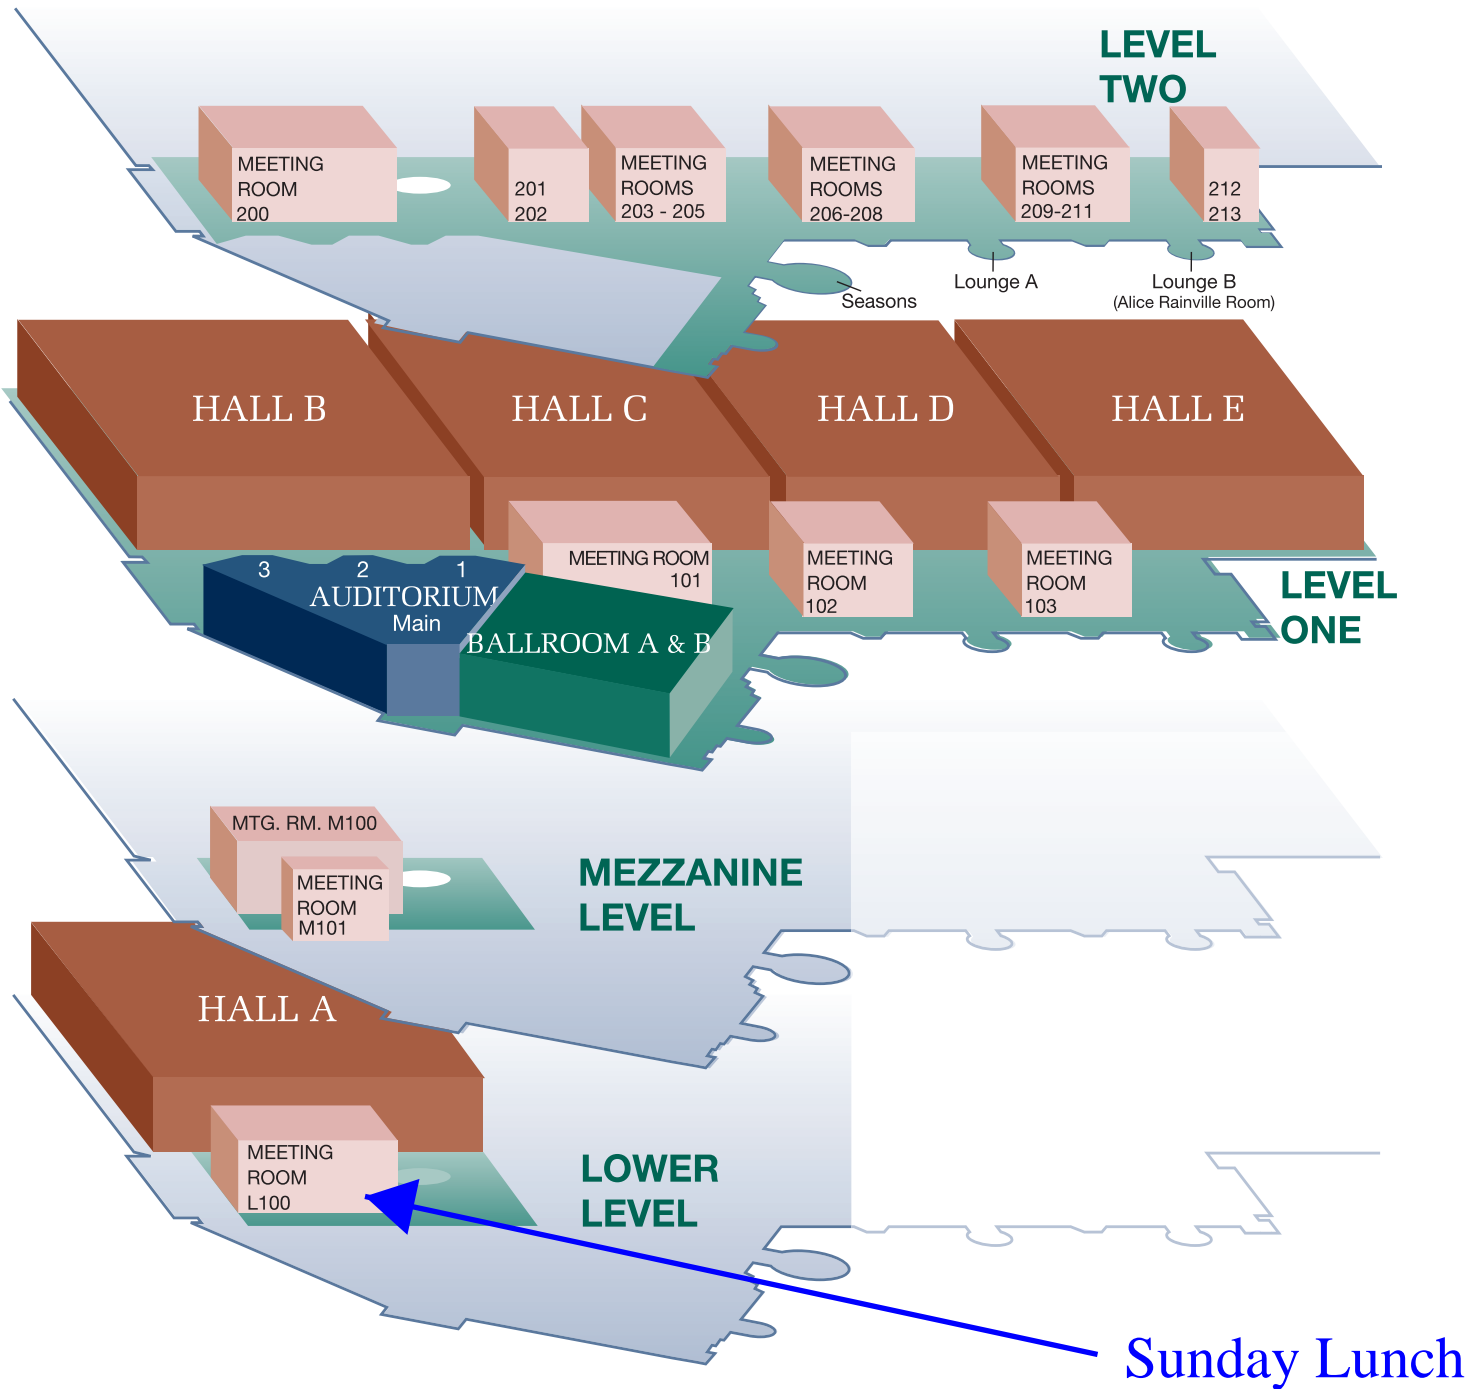 LEVEL
TWO
MEETING
ROOM
200
201
202
MEETING
ROOMS
203 - 205
MEETING
ROOMS
206-208
MEETING
ROOMS
209-211
212
213
Seasons
Lounge A
Lounge B
(Alice Rainville Room)
HALL B
HALL C
HALL D
HALL E
MEETING ROOM
101
MEETING
ROOM
102
MEETING
ROOM
103
LEVEL
ONE
3 2 1
AUDITORIUM
Main
BALLROOM A & B
MTG. RM. M100
MEETING
ROOM
M101
MEZZANINE
LEVEL
HALL A
MEETING
ROOM
L100
LOWER
LEVEL
Sunday Lunch